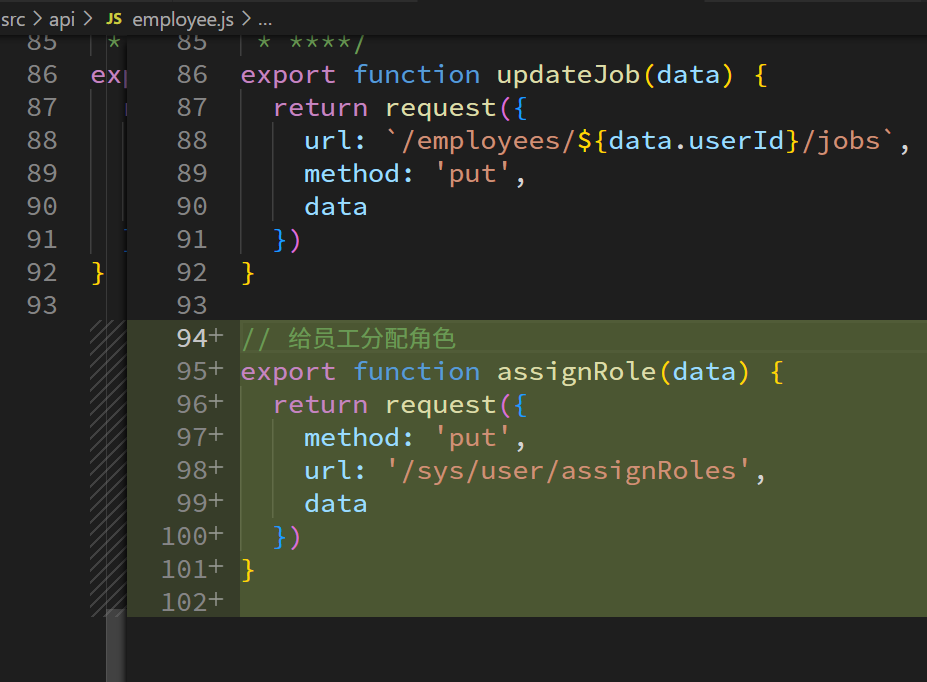 src > api > JS employee.js > ...
85 * 85 * ****/
86 exp 86 export function updateJob(data) {
87 87 return request({
88 88 url: `/employees/${data.userId}/jobs`,
89 89 method: 'put',
90 90 data
91 91 })
92 } 92 }
93 93
94+ // 给员工分配角色
95+ export function assignRole(data) {
96+ return request({
97+ method: 'put',
98+ url: '/sys/user/assignRoles',
99+ data
100+ })
101+ }
102+